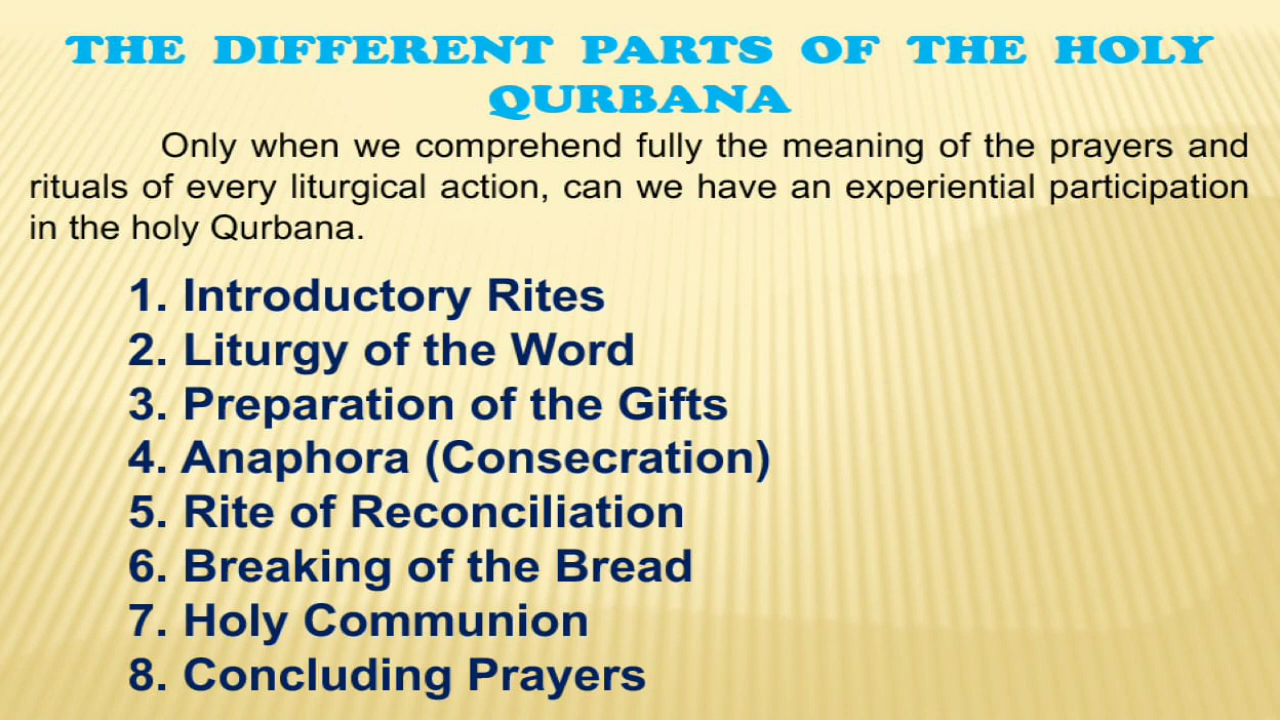 THE DIFFERENT PARTS OF THE HOLY
QURBANA
Only when we comprehend fully the meaning of the prayers and
rituals of every liturgical action, can we have an experiential participation
in the holy Qurbana.
1. Introductory Rites
2. Liturgy of the Word
3. Preparation of the Gifts
4. Anaphora (Consecration)
5. Rite of Reconciliation
6. Breaking of the Bread
7. Holy Communion
8. Concluding Prayers